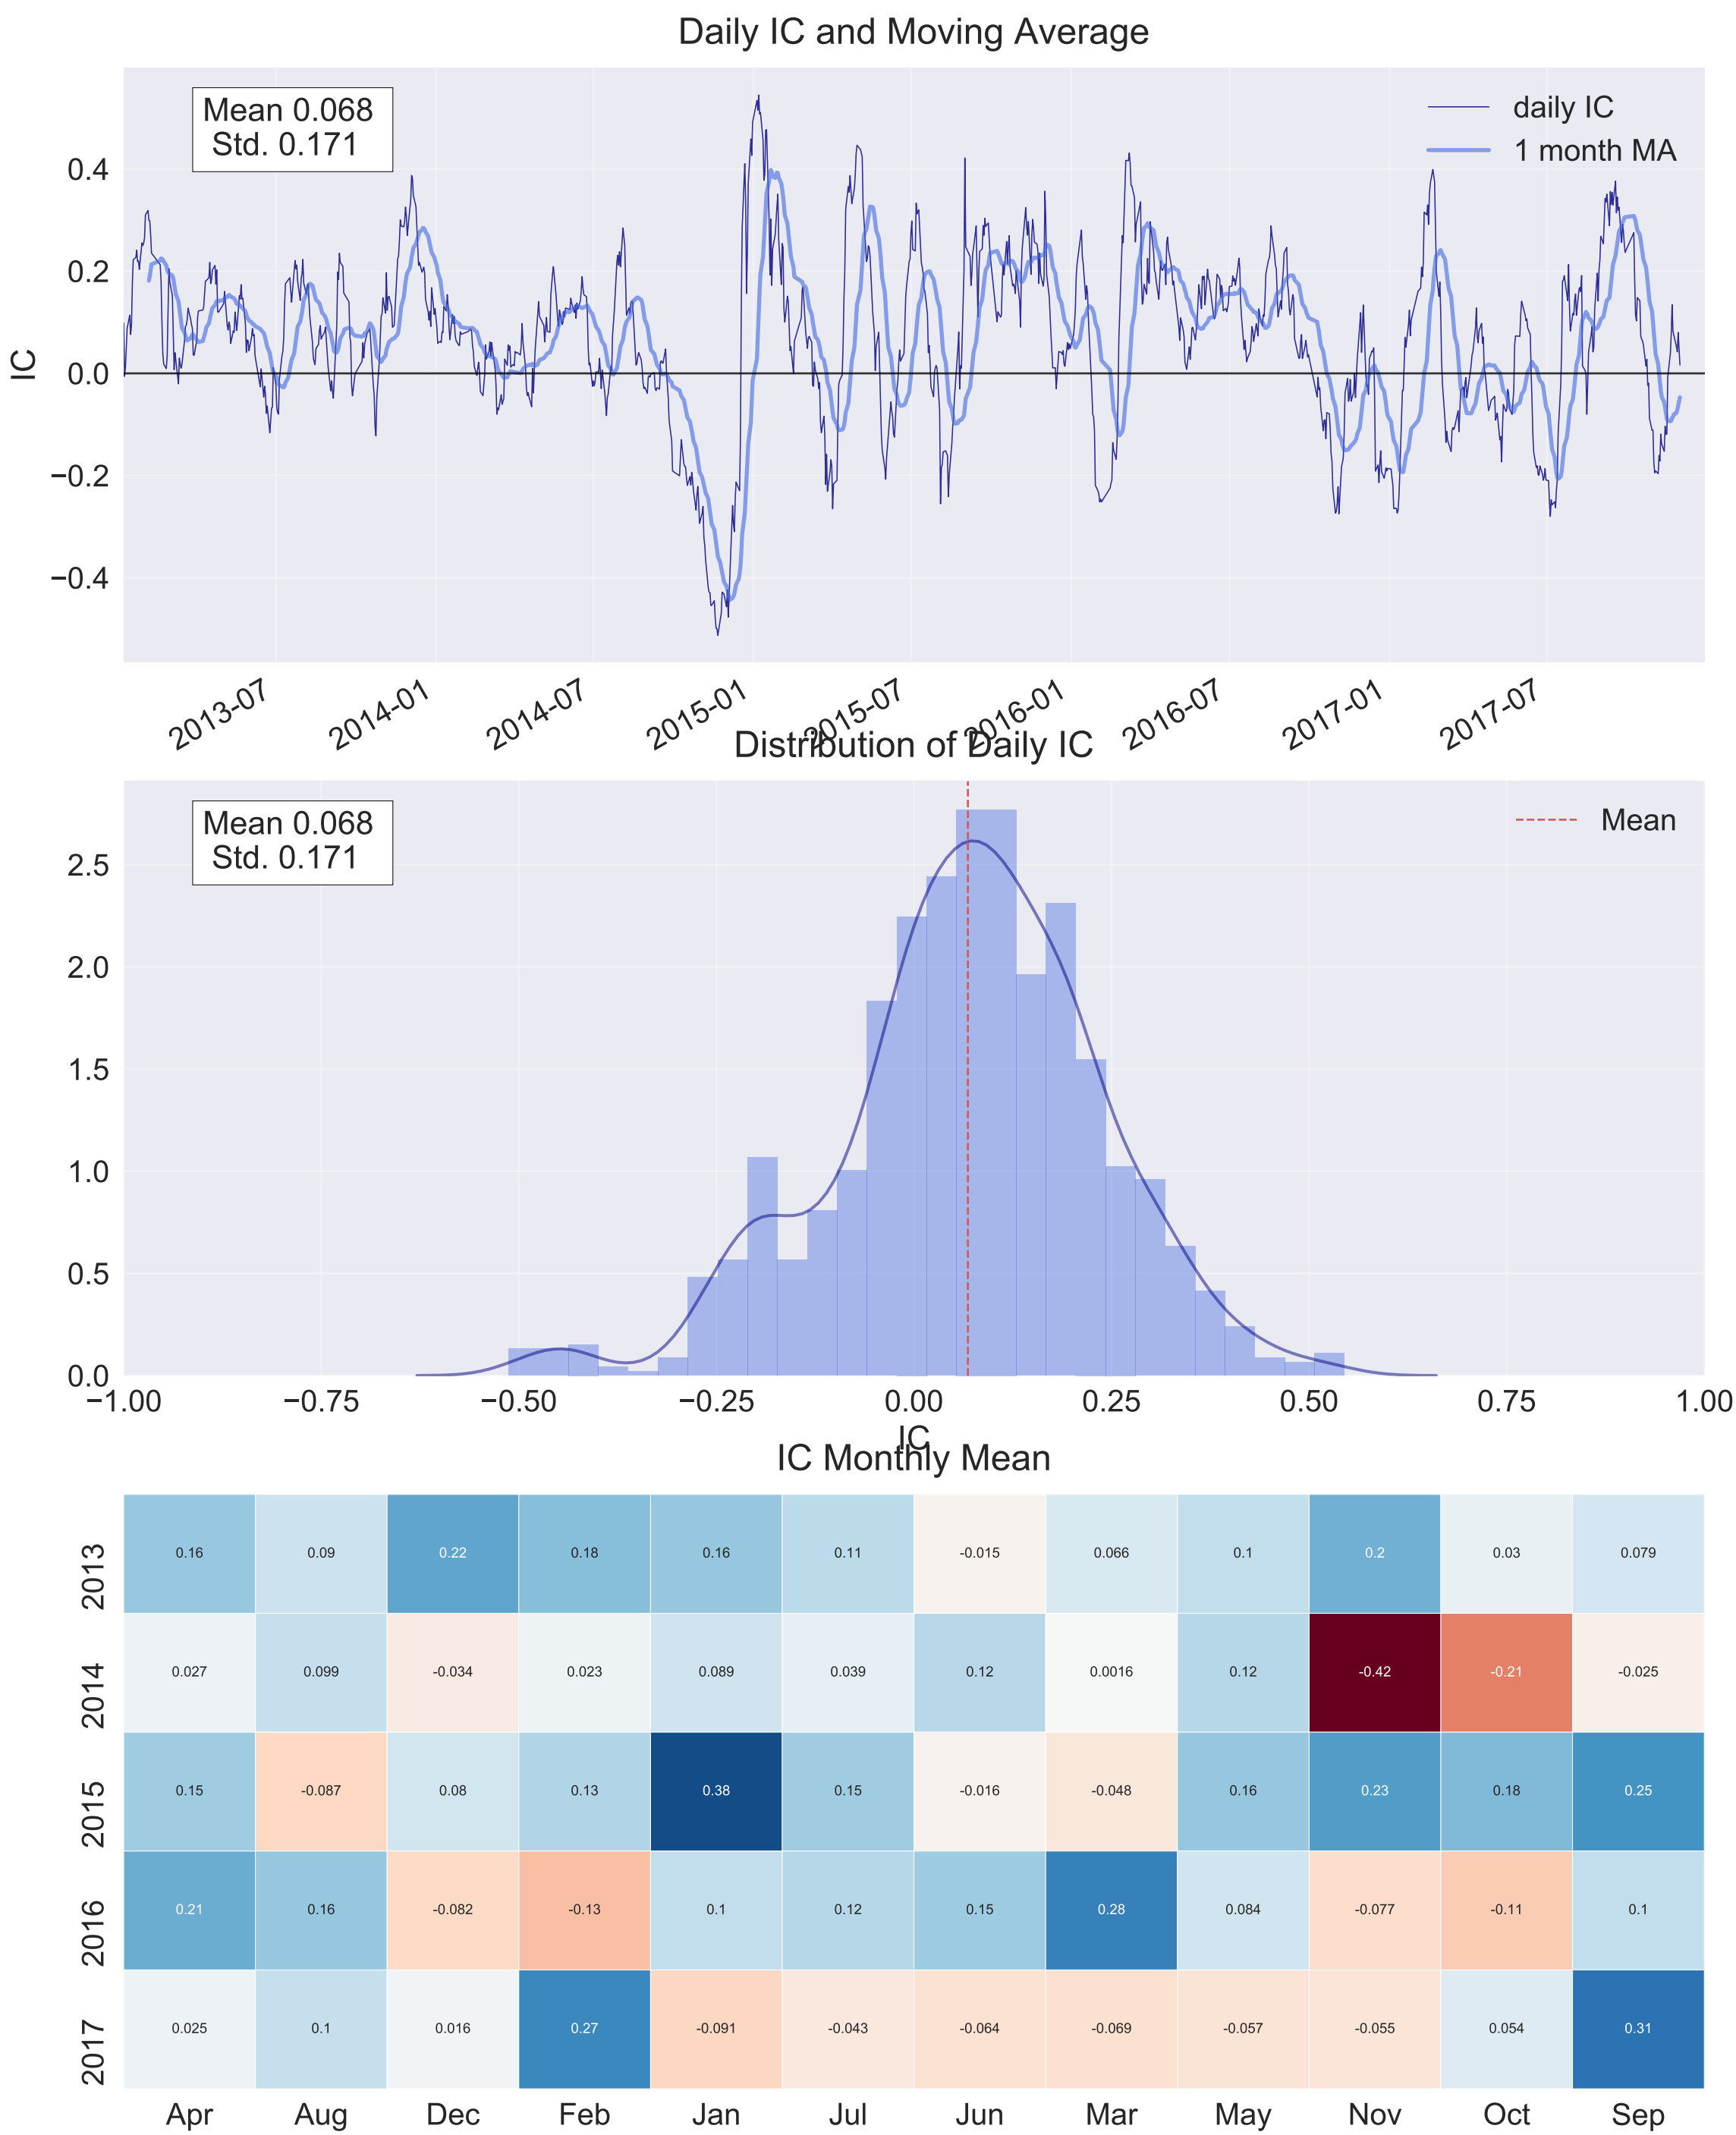 Daily IC and Moving Average
Mean 0.068
Std. 0.171
daily IC
1 month MA
IC
0.4
0.2
0.0
−0.2
−0.4
2013-07 2014-01 2014-07 2015-01 2015-07 2016-01 2016-07 2017-01 2017-07
Distribution of Daily IC
Mean 0.068
Std. 0.171
Mean
2.5
2.0
1.5
1.0
0.5
0.0
−1.00 −0.75 −0.50 −0.25 0.00 0.25 0.50 0.75 1.00
IC
IC Monthly Mean
2013 0.16 0.09 0.22 0.18 0.16 0.11 -0.015 0.066 0.1 0.2 0.03 0.079
2014 0.027 0.099 -0.034 0.023 0.089 0.039 0.12 0.0016 0.12 -0.42 -0.21 -0.025
2015 0.15 -0.087 0.08 0.13 0.38 0.15 -0.016 -0.048 0.16 0.23 0.18 0.25
2016 0.21 0.16 -0.082 -0.13 0.1 0.12 0.15 0.28 0.084 -0.077 -0.11 0.1
2017 0.025 0.1 0.016 0.27 -0.091 -0.043 -0.064 -0.069 -0.057 -0.055 0.054 0.31
Apr Aug Dec Feb Jan Jul Jun Mar May Nov Oct Sep